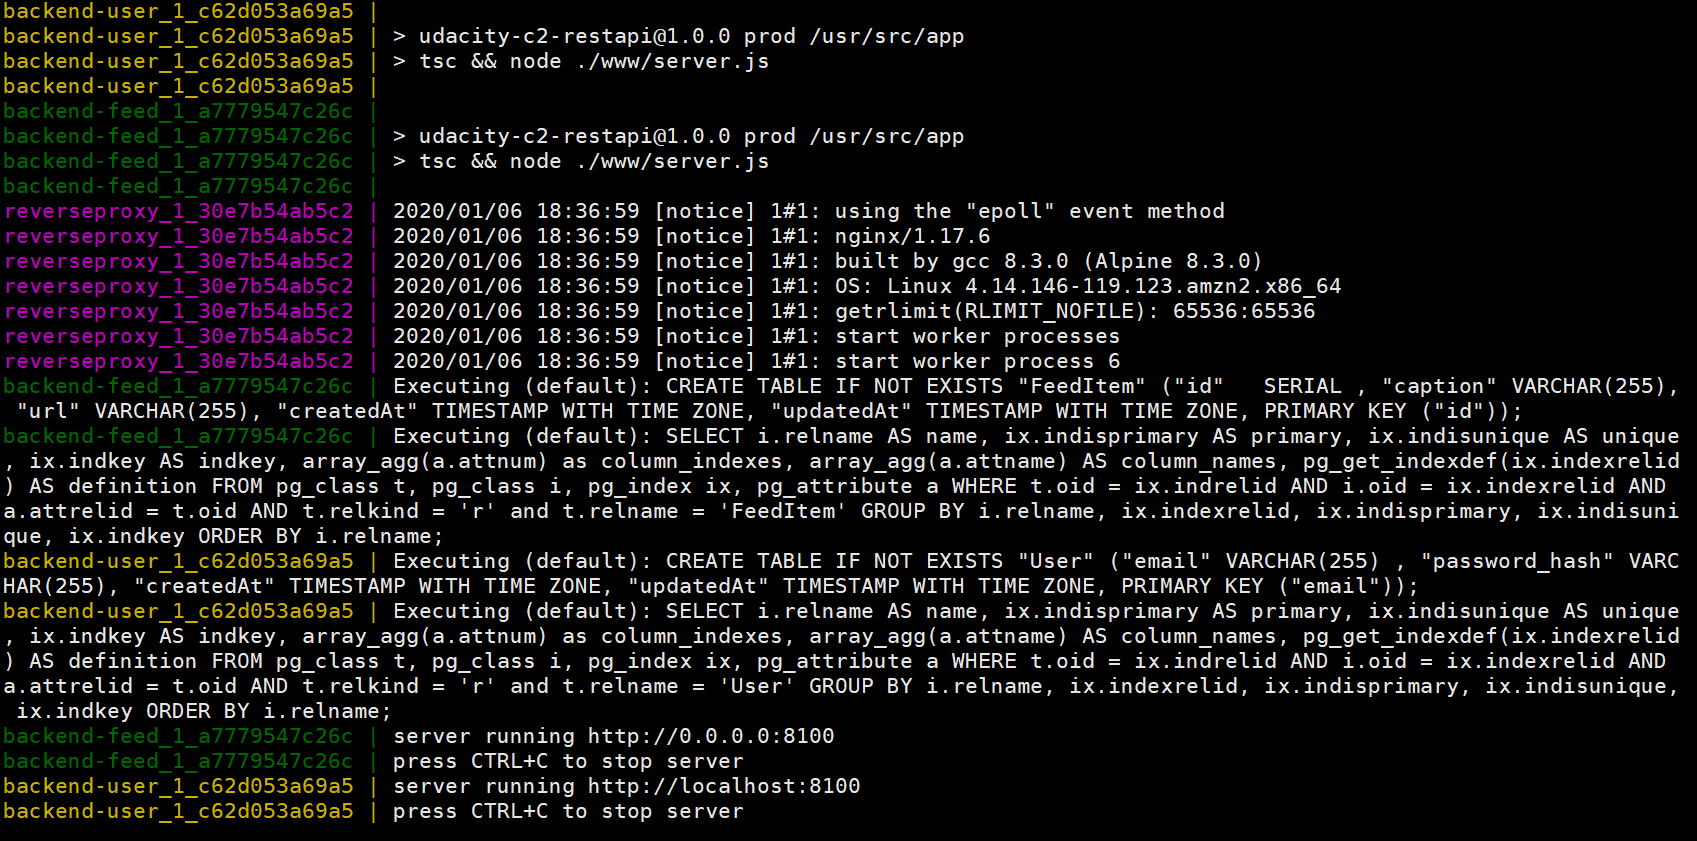 backend-user_1_c62d053a69a5 |
backend-user_1_c62d053a69a5 | > udacity-c2-restapi@1.0.0 prod /usr/src/app
backend-user_1_c62d053a69a5 | > tsc && node ./www/server.js
backend-user_1_c62d053a69a5 |
backend-feed_1_a7779547c26c |
backend-feed_1_a7779547c26c | > udacity-c2-restapi@1.0.0 prod /usr/src/app
backend-feed_1_a7779547c26c | > tsc && node ./www/server.js
backend-feed_1_a7779547c26c |
reverseproxy_1_30e7b54ab5c2 | 2020/01/06 18:36:59 [notice] 1#1: using the "epoll" event method
reverseproxy_1_30e7b54ab5c2 | 2020/01/06 18:36:59 [notice] 1#1: nginx/1.17.6
reverseproxy_1_30e7b54ab5c2 | 2020/01/06 18:36:59 [notice] 1#1: built by gcc 8.3.0 (Alpine 8.3.0)
reverseproxy_1_30e7b54ab5c2 | 2020/01/06 18:36:59 [notice] 1#1: OS: Linux 4.14.146-119.123.amzn2.x86_64
reverseproxy_1_30e7b54ab5c2 | 2020/01/06 18:36:59 [notice] 1#1: getrlimit(RLIMIT_NOFILE): 65536:65536
reverseproxy_1_30e7b54ab5c2 | 2020/01/06 18:36:59 [notice] 1#1: start worker processes
reverseproxy_1_30e7b54ab5c2 | 2020/01/06 18:36:59 [notice] 1#1: start worker process 6
backend-feed_1_a7779547c26c | Executing (default): CREATE TABLE IF NOT EXISTS "FeedItem" ("id"   SERIAL , "caption" VARCHAR(255),
 "url" VARCHAR(255), "createdAt" TIMESTAMP WITH TIME ZONE, "updatedAt" TIMESTAMP WITH TIME ZONE, PRIMARY KEY ("id"));
backend-feed_1_a7779547c26c | Executing (default): SELECT i.relname AS name, ix.indisprimary AS primary, ix.indisunique AS unique
, ix.indkey AS indkey, array_agg(a.attnum) as column_indexes, array_agg(a.attname) AS column_names, pg_get_indexdef(ix.indexrelid
) AS definition FROM pg_class t, pg_class i, pg_index ix, pg_attribute a WHERE t.oid = ix.indrelid AND i.oid = ix.indexrelid AND
a.attrelid = t.oid AND t.relkind = 'r' and t.relname = 'FeedItem' GROUP BY i.relname, ix.indexrelid, ix.indisprimary, ix.indisuni
que, ix.indkey ORDER BY i.relname;
backend-user_1_c62d053a69a5 | Executing (default): CREATE TABLE IF NOT EXISTS "User" ("email" VARCHAR(255) , "password_hash" VARC
HAR(255), "createdAt" TIMESTAMP WITH TIME ZONE, "updatedAt" TIMESTAMP WITH TIME ZONE, PRIMARY KEY ("email"));
backend-user_1_c62d053a69a5 | Executing (default): SELECT i.relname AS name, ix.indisprimary AS primary, ix.indisunique AS unique
, ix.indkey AS indkey, array_agg(a.attnum) as column_indexes, array_agg(a.attname) AS column_names, pg_get_indexdef(ix.indexrelid
) AS definition FROM pg_class t, pg_class i, pg_index ix, pg_attribute a WHERE t.oid = ix.indrelid AND i.oid = ix.indexrelid AND
a.attrelid = t.oid AND t.relkind = 'r' and t.relname = 'User' GROUP BY i.relname, ix.indexrelid, ix.indisprimary, ix.indisunique,
 ix.indkey ORDER BY i.relname;
backend-feed_1_a7779547c26c | server running http://0.0.0.0:8100
backend-feed_1_a7779547c26c | press CTRL+C to stop server
backend-user_1_c62d053a69a5 | server running http://localhost:8100
backend-user_1_c62d053a69a5 | press CTRL+C to stop server